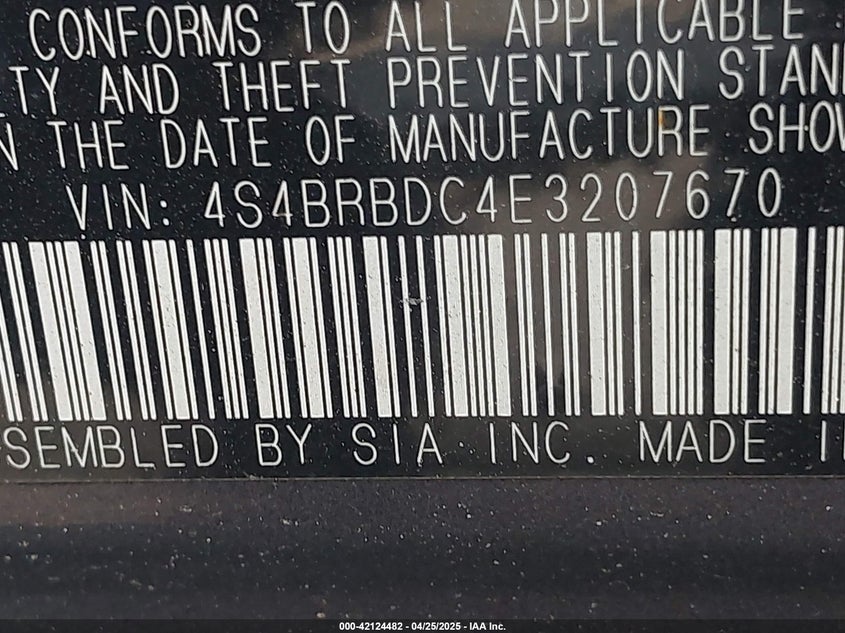 CONFORMS TO ALL APPLICABLE
TY AND THEFT PREVENTION STAN
N THE DATE OF MANUFACTURE SHOW
VIN: 4S4BRBDC4E3207670
SEMBLED BY SIA INC. MADE I
000-42124482 - 04/25/2025 - IAA Inc.